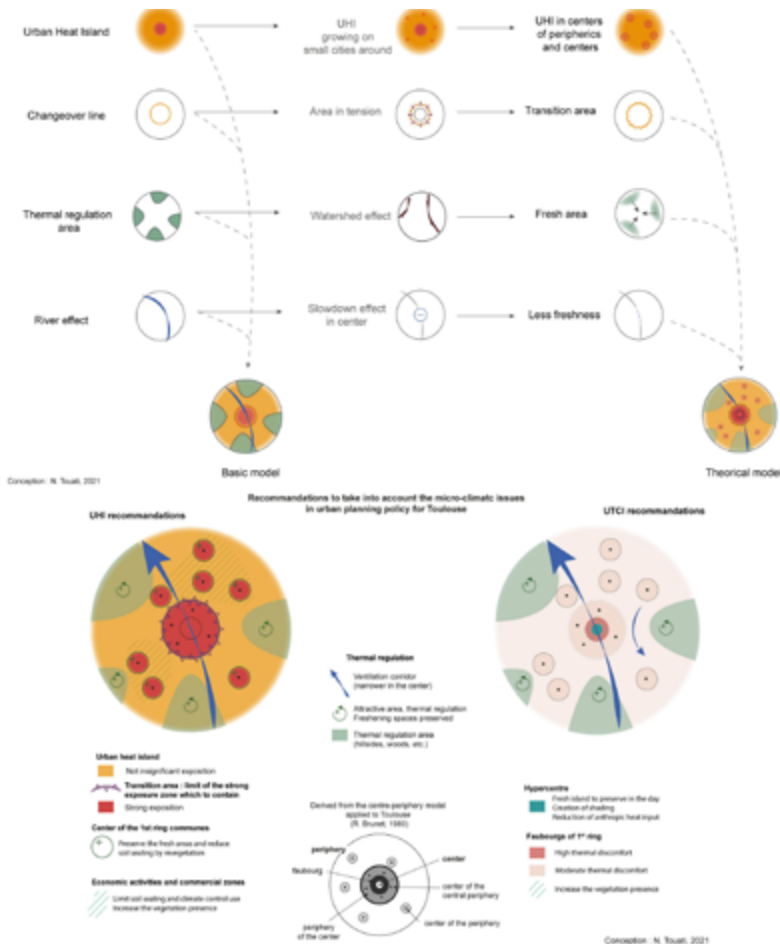 Urban Heat Island
UHI
growing on
small cities around
UHI in centers
of peripherics
and centers
Changeover line
Area in tension
Transition area
Thermal regulation
area
Watershed effect
Fresh area
River effect
Slowdown effect
in center
Less freshness
Basic model
Theorical model
Conception : N. Touati, 2021
Recommandations to take into account the micro-climatic issues
in urban planning policy for Toulouse
UHI recommandations
UTCI recommandations
Thermal regulation
Ventilation corridor
(narrower in the center)
Attractive area, thermal regulation
Freshening spaces preserved
Thermal regulation area
(hillsides, woods, etc.)
Urban heat island
Not insignificant exposition
Transition area : limit of the strong
exposure zone which to contain
Strong exposition
Center of the 1st ring communes
Preserve the fresh areas and reduce
soil sealing by revegetation
Economic activities and commercial zones
Limit soil sealing and climate control use
Increase the vegetation presence
Derived from the centre-periphery model
applied to Toulouse
(R. Brunet, 1980)
periphery
faubourg
periphery
of the center
center
center of the
central periphery
center of the periphery
Hypercentre
Fresh island to preserve in the day
Creation of shading
Reduction of anthropic heat input
Faubourgs of 1st ring
High thermal discomfort
Moderate thermal discomfort
Increase the vegetation presence
Conception : N. Touati, 2021